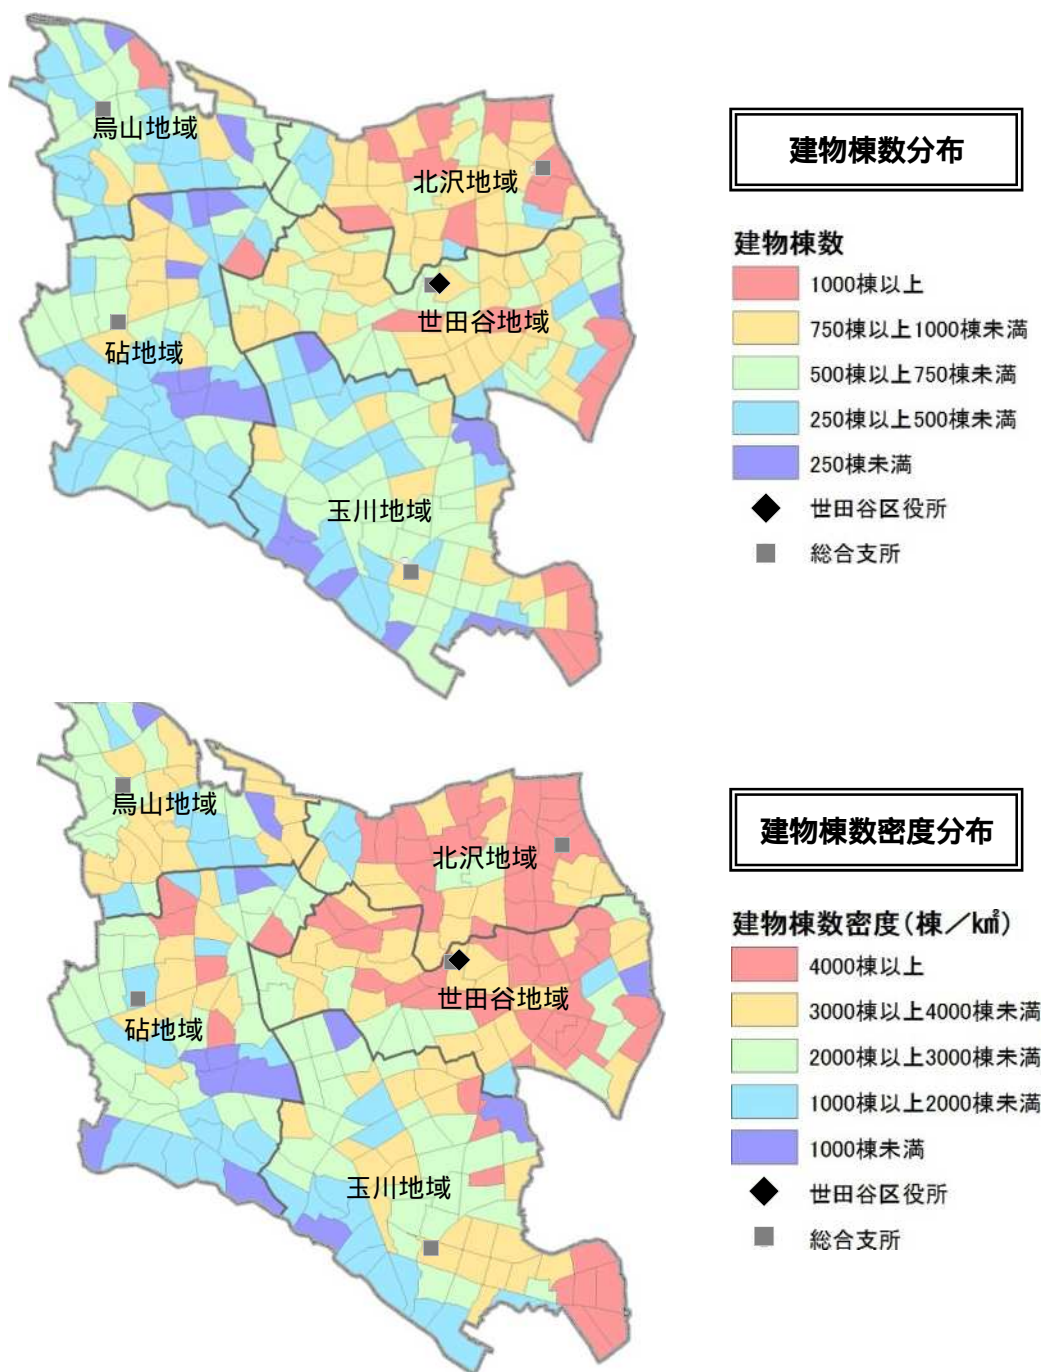 建物棟数分布
烏山地域
北沢地域
世田谷地域
砧地域
玉川地域
建物棟数
1000棟以上
750棟以上1000棟未満
500棟以上750棟未満
250棟以上500棟未満
250棟未満
世田谷区役所
総合支所
建物棟数密度分布
烏山地域
北沢地域
世田谷地域
砧地域
玉川地域
建物棟数密度(棟/k㎡)
4000棟以上
3000棟以上4000棟未満
2000棟以上3000棟未満
1000棟以上2000棟未満
1000棟未満
世田谷区役所
総合支所